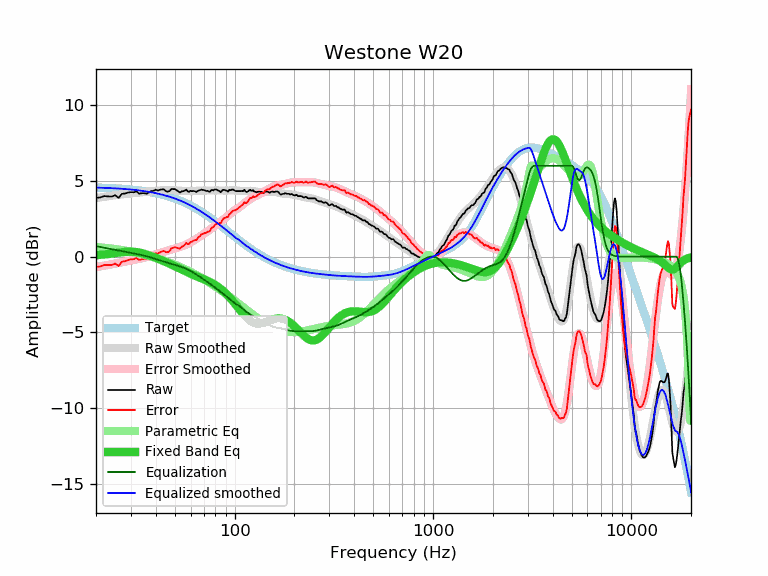 Westone W20
Amplitude (dBr)
10
5
0
−5
−10
−15
Target
Raw Smoothed
Error Smoothed
Raw
Error
Parametric Eq
Fixed Band Eq
Equalization
Equalized smoothed
100
1000
10000
Frequency (Hz)